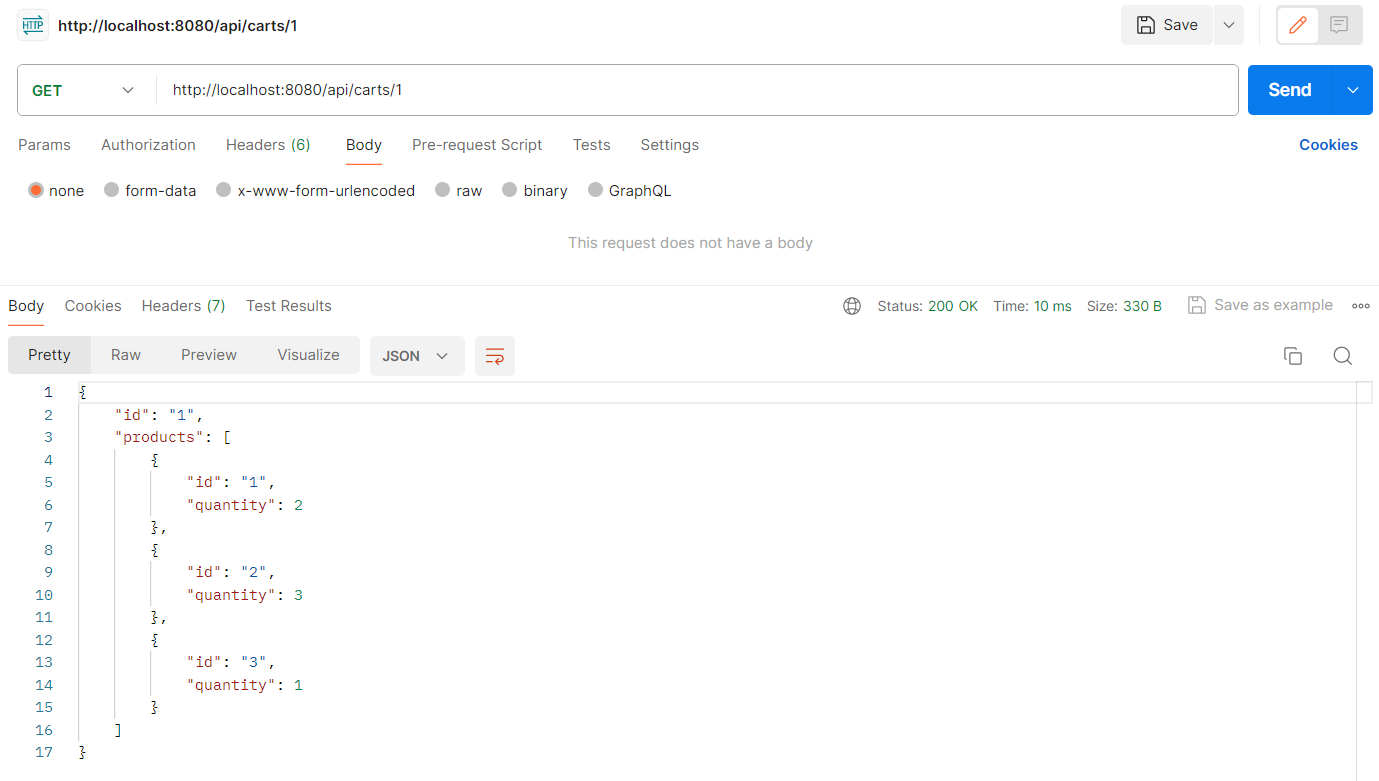 HTTP http://localhost:8080/api/carts/1 Save
GET http://localhost:8080/api/carts/1 Send
Params Authorization Headers (6) Body Pre-request Script Tests Settings Cookies
none form-data x-www-form-urlencoded raw binary GraphQL
This request does not have a body
Body Cookies Headers (7) Test Results Status: 200 OK Time: 10 ms Size: 330 B Save as example
Pretty Raw Preview Visualize JSON
1 {
2 "id": "1",
3 "products": [
4 {
5 "id": "1",
6 "quantity": 2
7 },
8 {
9 "id": "2",
10 "quantity": 3
11 },
12 {
13 "id": "3",
14 "quantity": 1
15 }
16 ]
17 }